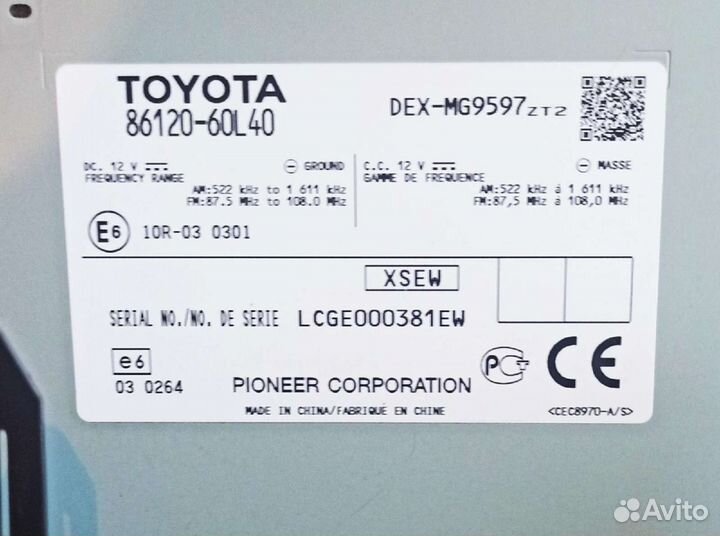 TOYOTA
86120-60L40
DEX-MG9597ZT2
DC. 12 V ⎓ ⊖ GROUND
FREQUENCY RANGE
AM:522 kHz to 1 611 kHz
FM:87.5 MHz to 108.0 MHz
C.C. 12 V ⎓ ⊖ MASSE
GAMME DE FREQUENCE
AM:522 kHz à 1 611 kHz
FM:87,5 MHz à 108,0 MHz
E6 10R-03 0301
XSEW
SERIAL NO./NO. DE SÉRIE LCGE000381EW
e6
03 0264
PIONEER CORPORATION
PG CE
MADE IN CHINA/FABRIQUÉ EN CHINE
<CEC8970-A/S>
Avito